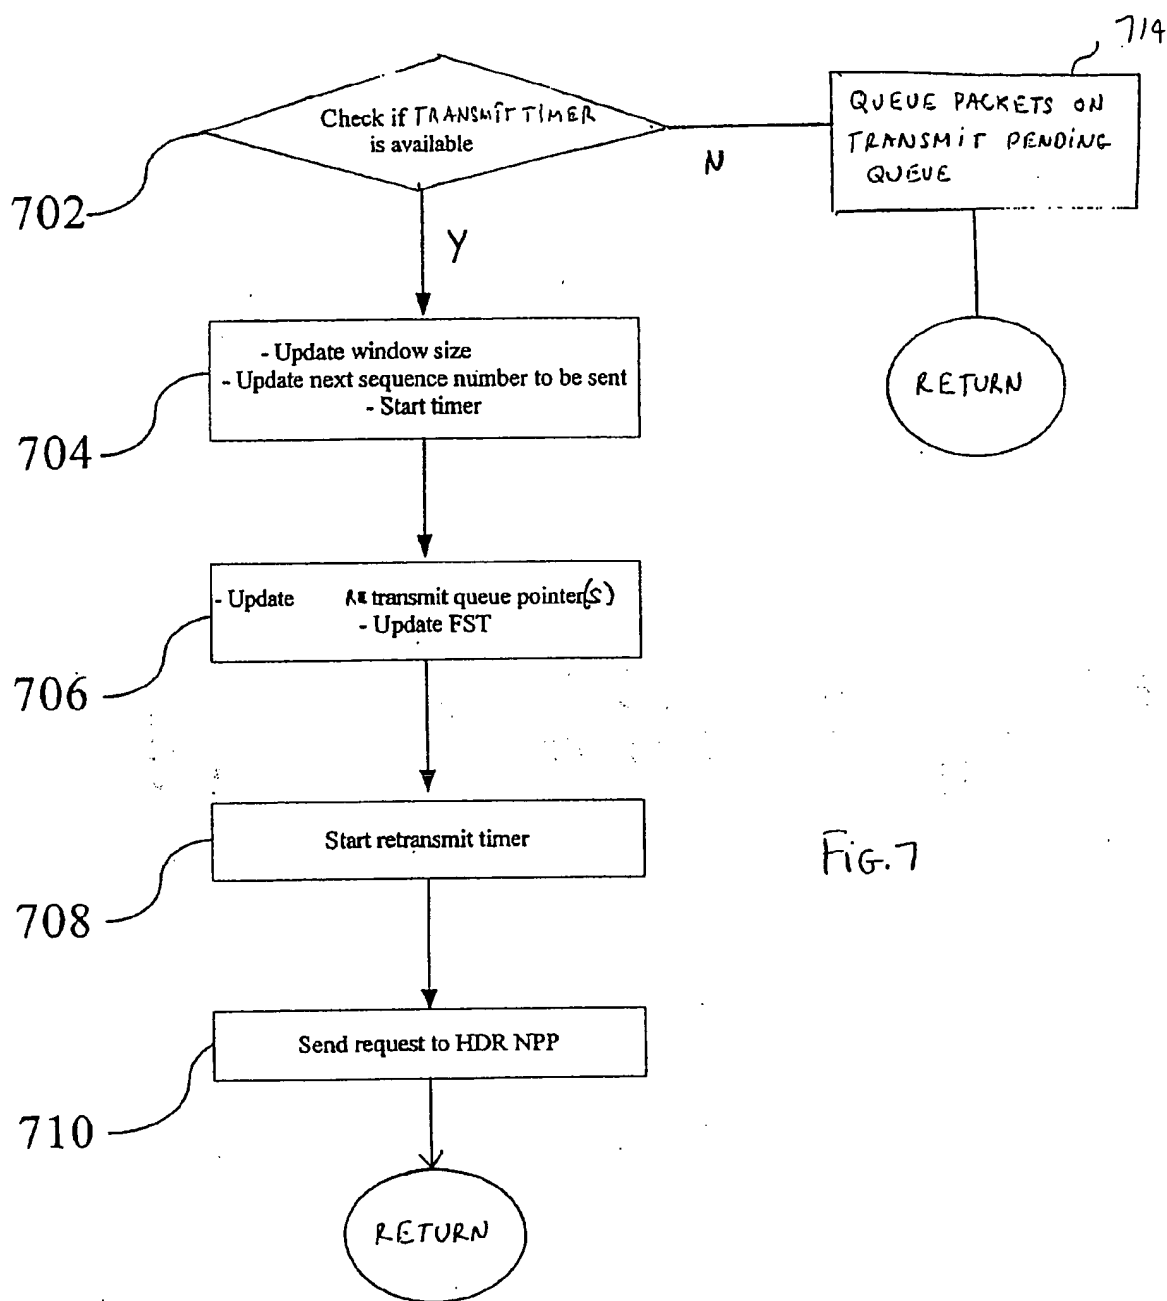 714
Check if TRANSMIT TIMER
is available
QUEUE PACKETS ON
TRANSMIT PENDING
QUEUE
702
N
Y
- Update window size
- Update next sequence number to be sent
- Start timer
704
RETURN
- Update RE transmit queue pointer(s)
- Update FST
706
Start retransmit timer
708
FIG. 7
Send request to HDR NPP
710
RETURN